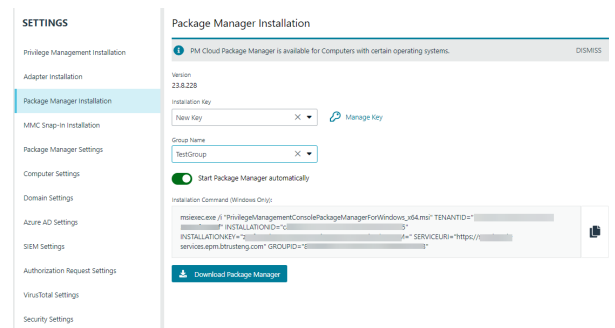 SETTINGS
Privilege Management Installation
Adapter Installation
Package Manager Installation
MMC Snap-In Installation
Package Manager Settings
Computer Settings
Domain Settings
Azure AD Settings
SIEM Settings
Authorization Request Settings
VirusTotal Settings
Security Settings
Package Manager Installation
PM Cloud Package Manager is available for Computers with certain operating systems.
DISMISS
Version
23.8.228
Installation Key
New Key
Manage Key
Group Name
TestGroup
Start Package Manager automatically
Installation Command (Windows Only):
msiexec.exe /i "PrivilegeManagementConsolePackageManagerForWindows_x64.msi" TENANTID="
" INSTALLATIONID="
INSTALLATIONKEY=" =" SERVICEURI="https://
services.epm.btrusteng.com" GROUPID="
Download Package Manager